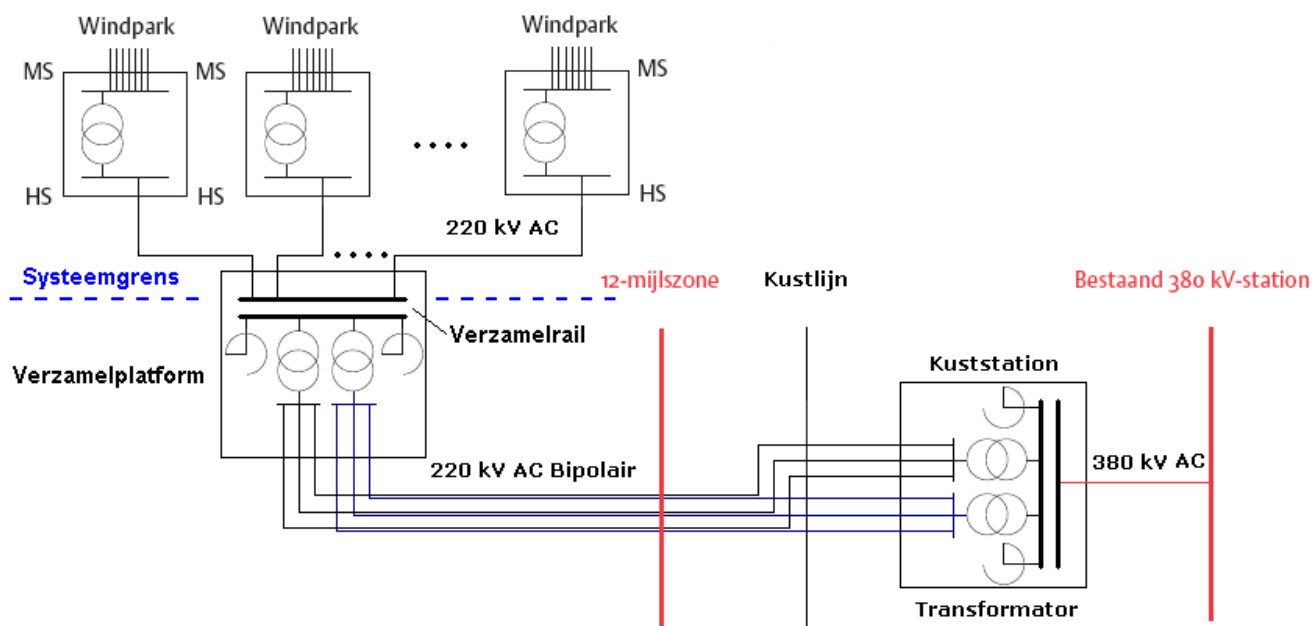 Windpark
Windpark
Windpark
MS
MS
MS
HS
HS
HS
220 kV AC
Systeemgrens
12-mijlszone
Kustlijn
Bestaand 380 kV-station
Verzamelrail
Verzamelplatform
Kuststation
220 kV AC Bipolair
380 kV AC
Transformator